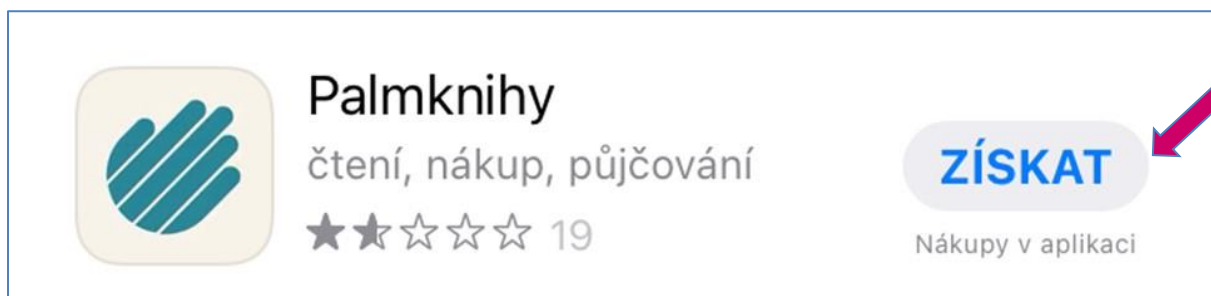 Palmknihy
čtení, nákup, půjčování
19
ZÍSKAT
Nákupy v aplikaci